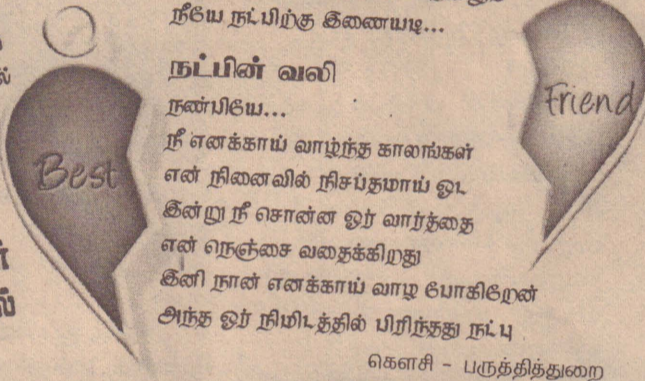 நீயே நட்பிற்கு இணையடி...
நட்பின் வலி
நண்பியே...
நீ எனக்காய் வாழ்ந்த காலங்கள்
என் நினைவில் நிசப்தமாய் ஓட
இன்று நீ சொன்ன ஓர் வார்த்தை
என் நெஞ்சை வதைக்கிறது
இனி நான் எனக்காய் வாழ போகிறேன்
அந்த ஓர் நிமிடத்தில் பிரிந்தது நட்பு
கௌசி - பருத்தித்துறை
Best
Friend